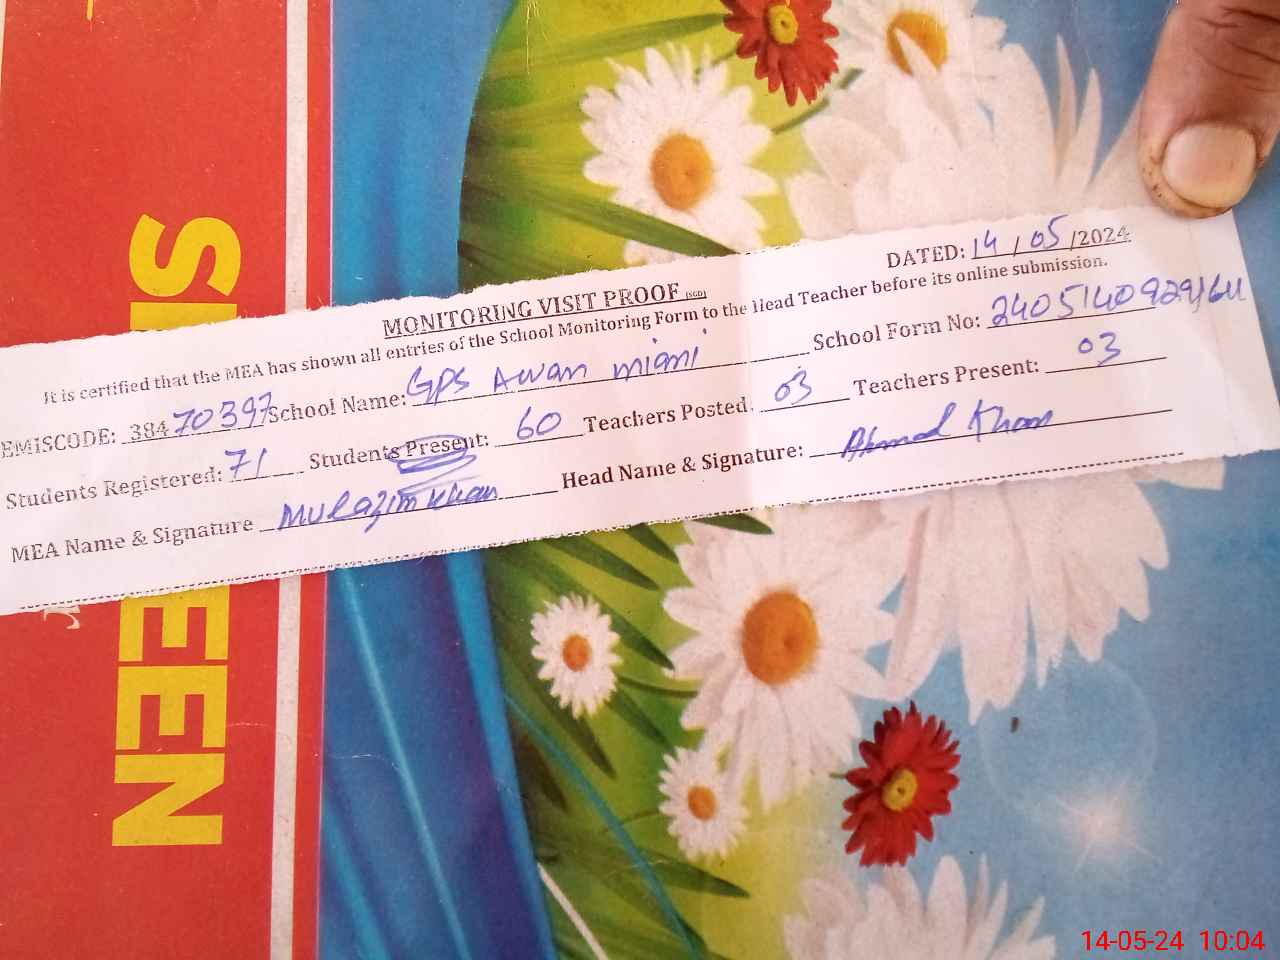 MONITORING VISIT PROOF (SGD)
DATED: 14 / 05 /2024
It is certified that the MEA has shown all entries of the School Monitoring Form to the Head Teacher before its online submission.
EMISCODE: 38470397 School Name: GPS Awan miani School Form No:
Students Registered: 71 Students Present: 60 Teachers Posted: 03 Teachers Present: 03
MEA Name & Signature Mulazim Khan Head Name & Signature: Ahmad Khan
EEN
14-05-24 10:04